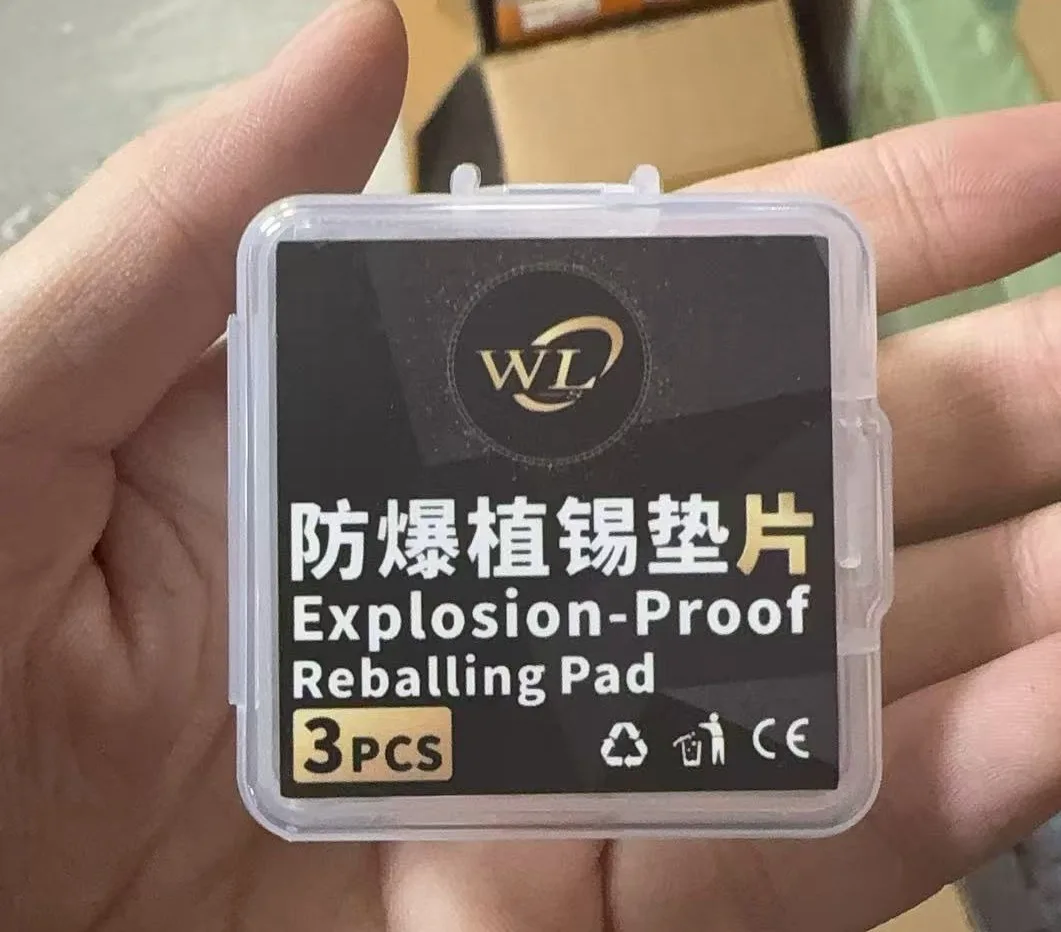 WL
防爆植锡垫片
Explosion-Proof
Reballing Pad
3PCS
CE